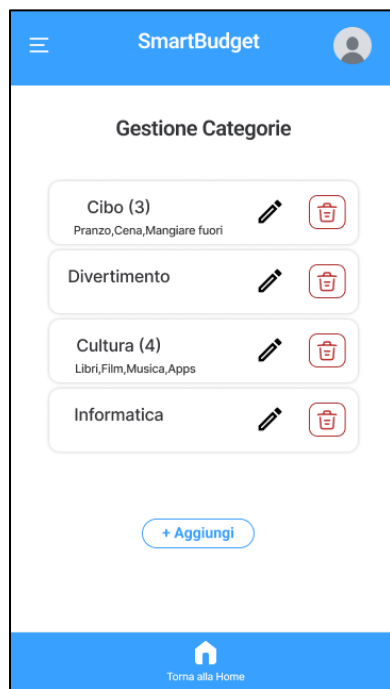 SmartBudget
Gestione Categorie
Cibo (3)
Pranzo,Cena,Mangiare fuori
Divertimento
Cultura (4)
Libri,Film,Musica,Apps
Informatica
+ Aggiungi
Torna alla Home